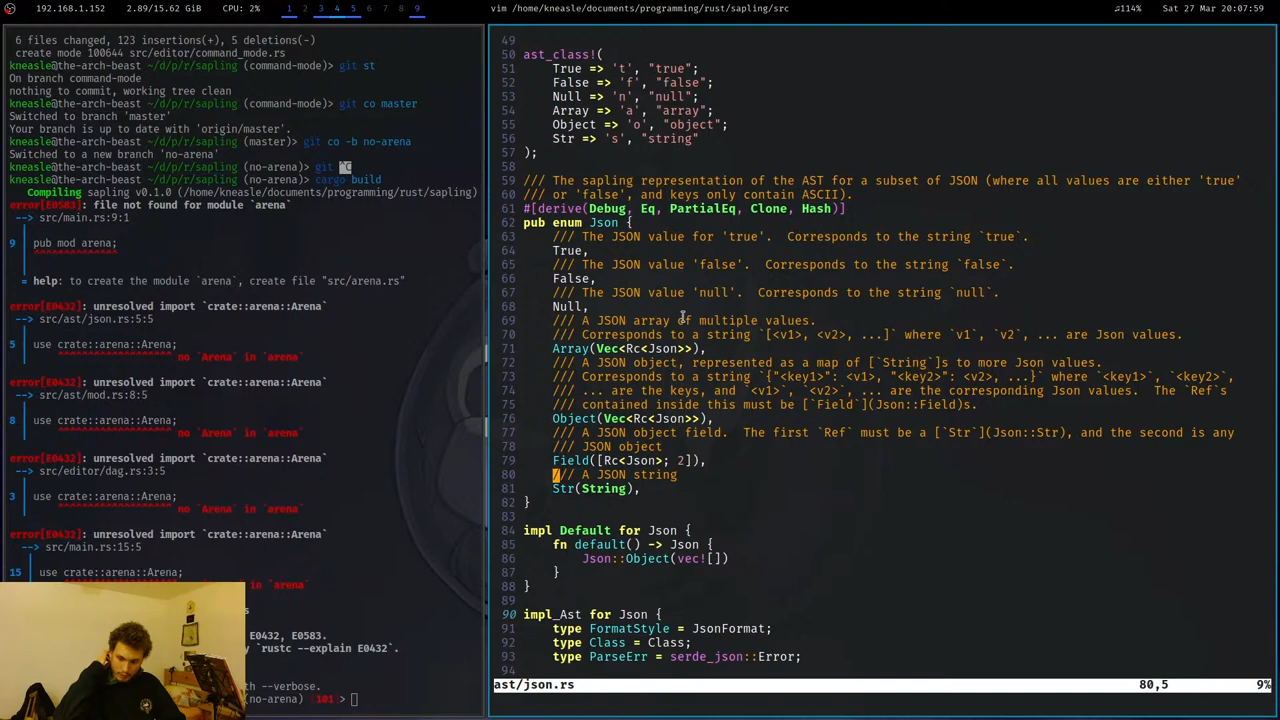 192.168.1.152 2.89/15.62 GiB CPU: 2% 1 2 3 4 5 6 7 8 9 vim /home/kneasle/documents/programming/rust/sapling/src ♫114% Sat 27 Mar 20:07:59
6 files changed, 123 insertions(+), 5 deletions(-)
create mode 100644 src/editor/command_mode.rs
kneasle@the-arch-beast ~/d/p/r/sapling (command-mode)> git st
On branch command-mode
nothing to commit, working tree clean
kneasle@the-arch-beast ~/d/p/r/sapling (command-mode)> git co master
Switched to branch 'master'
Your branch is up to date with 'origin/master'.
kneasle@the-arch-beast ~/d/p/r/sapling (master)> git co -b no-arena
Switched to a new branch 'no-arena'
kneasle@the-arch-beast ~/d/p/r/sapling (no-arena)> git ^C
kneasle@the-arch-beast ~/d/p/r/sapling (no-arena)> cargo build
Compiling sapling v0.1.0 (/home/kneasle/documents/programming/rust/sapling)
error[E0583]: file not found for module `arena`
--> src/main.rs:9:1
|
9 | pub mod arena;
| ^^^^^^^^^^^^^^
|
= help: to create the module `arena`, create file "src/arena.rs"
error[E0432]: unresolved import `crate::arena::Arena`
--> src/ast/json.rs:5:5
|
5 | use crate::arena::Arena;
| ^^^^^^^^^^^^^^^^^^^ no `Arena` in `arena`
error[E0432]: unresolved import `crate::arena::Arena`
--> src/ast/mod.rs:8:5
|
8 | use crate::arena::Arena;
| ^^^^^^^^^^^^^^^^^^^ no `Arena` in `arena`
error[E0432]: unresolved import `crate::arena::Arena`
--> src/editor/dag.rs:3:5
|
3 | use crate::arena::Arena;
| ^^^^^^^^^^^^^^^^^^^ no `Arena` in `arena`
error[E0432]: unresolved import `crate::arena::Arena`
--> src/main.rs:15:5
|
15 | use crate::arena::Arena;
in `arena`
E0432, E0583.
`rustc --explain E0432`.
--verbose.
(no-arena) [101]>
49
50 ast_class!(
51 True => 't', "true";
52 False => 'f', "false";
53 Null => 'n', "null";
54 Array => 'a', "array";
55 Object => 'o', "object";
56 Str => 's', "string"
57 );
58
59 /// The sapling representation of the AST for a subset of JSON (where all values are either 'true'
60 /// or 'false', and keys only contain ASCII).
61 #[derive(Debug, Eq, PartialEq, Clone, Hash)]
62 pub enum Json {
63 /// The JSON value for 'true'.  Corresponds to the string `true`.
64 True,
65 /// The JSON value 'false'.  Corresponds to the string `false`.
66 False,
67 /// The JSON value 'null'.  Corresponds to the string `null`.
68 Null,
69 /// A JSON array of multiple values.
70 /// Corresponds to a string `[<v1>, <v2>, ...]` where `v1`, `v2`, ... are Json values.
71 Array(Vec<Rc<Json>>),
72 /// A JSON object, represented as a map of [`String`]s to more Json values.
73 /// Corresponds to a string `{"<key1>": <v1>, "<key2>": <v2>, ...}` where `<key1>`, `<key2>`,
74 /// ... are the keys, and `<v1>`, `<v2>`, ... are the corresponding Json values.  The `Ref`s
75 /// contained inside this must be [`Field`](Json::Field)s.
76 Object(Vec<Rc<Json>>),
77 /// A JSON object field.  The first `Ref` must be a [`Str`](Json::Str), and the second is any
78 /// JSON object
79 Field([Rc<Json>; 2]),
80 /// A JSON string
81 Str(String),
82 }
83
84 impl Default for Json {
85 fn default() -> Json {
86 Json::Object(vec![])
87 }
88 }
89
90 impl Ast for Json {
91 type FormatStyle = JsonFormat;
92 type Class = Class;
93 type ParseErr = serde_json::Error;
94
ast/json.rs 80,5 9%